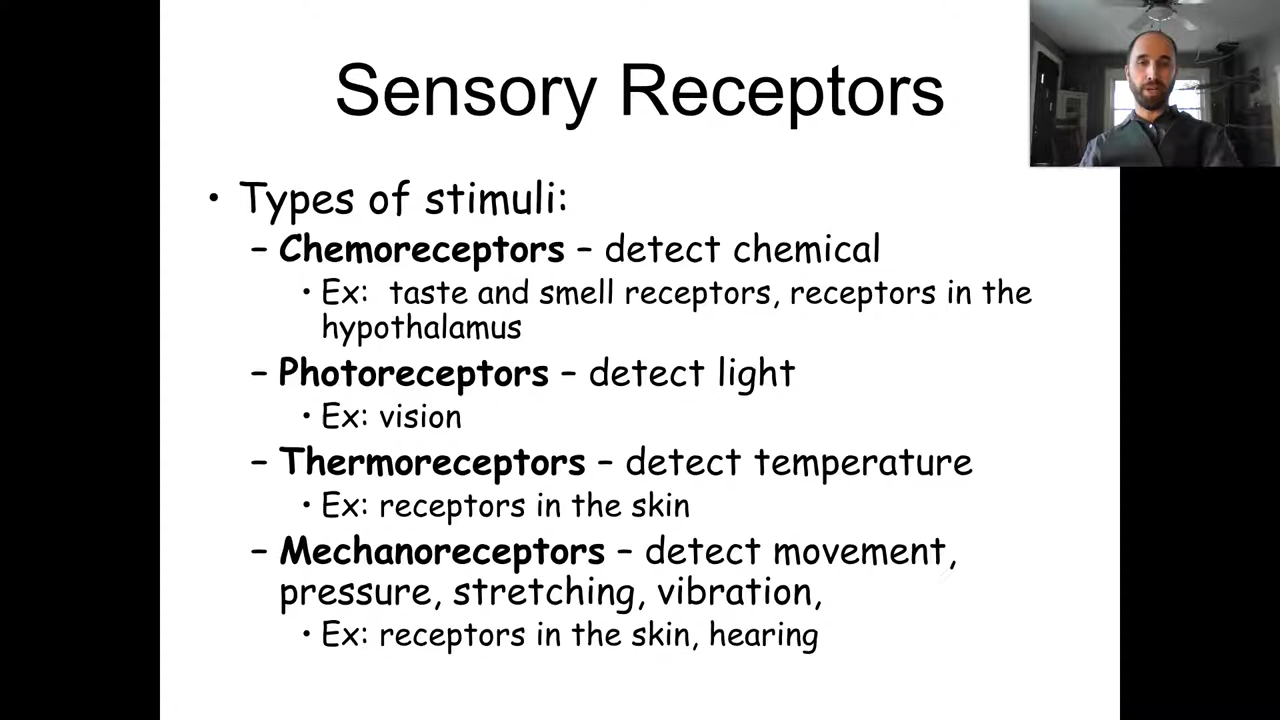 Sensory Receptors
• Types of stimuli:
– Chemoreceptors – detect chemical
• Ex:  taste and smell receptors, receptors in the
hypothalamus
– Photoreceptors – detect light
• Ex: vision
– Thermoreceptors – detect temperature
• Ex: receptors in the skin
– Mechanoreceptors – detect movement,
pressure, stretching, vibration,
• Ex: receptors in the skin, hearing